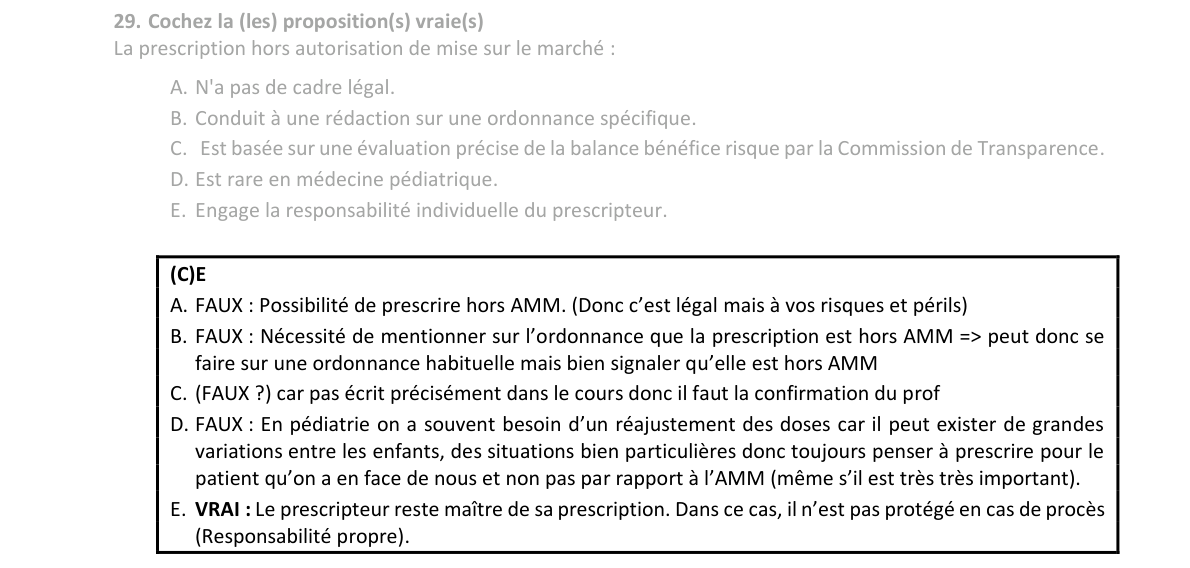 29. Cochez la (les) proposition(s) vraie(s)
La prescription hors autorisation de mise sur le marché :
A. N'a pas de cadre légal.
B. Conduit à une rédaction sur une ordonnance spécifique.
C. Est basée sur une évaluation précise de la balance bénéfice risque par la Commission de Transparence.
D. Est rare en médecine pédiatrique.
E. Engage la responsabilité individuelle du prescripteur.
(C)E
A. FAUX : Possibilité de prescrire hors AMM. (Donc c’est légal mais à vos risques et périls)
B. FAUX : Nécessité de mentionner sur l’ordonnance que la prescription est hors AMM => peut donc se
faire sur une ordonnance habituelle mais bien signaler qu’elle est hors AMM
C. (FAUX ?) car pas écrit précisément dans le cours donc il faut la confirmation du prof
D. FAUX : En pédiatrie on a souvent besoin d’un réajustement des doses car il peut exister de grandes
variations entre les enfants, des situations bien particulières donc toujours penser à prescrire pour le
patient qu’on a en face de nous et non pas par rapport à l’AMM (même s’il est très très important).
E. VRAI : Le prescripteur reste maître de sa prescription. Dans ce cas, il n’est pas protégé en cas de procès
(Responsabilité propre).